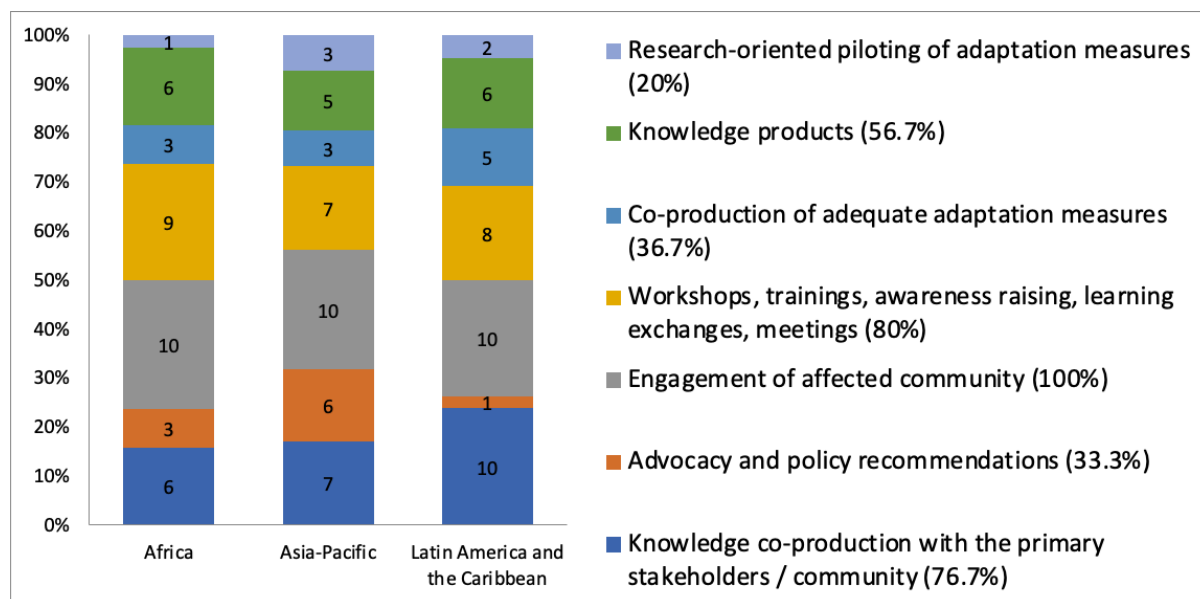 100%
90%
80%
70%
60%
50%
40%
30%
20%
10%
0%
1
6
3
9
10
3
6
3
5
3
7
10
6
7
2
6
5
8
10
1
10
Africa
Asia-Pacific
Latin America and
the Caribbean
Research-oriented piloting of adaptation measures
(20%)
Knowledge products (56.7%)
Co-production of adequate adaptation measures
(36.7%)
Workshops, trainings, awareness raising, learning
exchanges, meetings (80%)
Engagement of affected community (100%)
Advocacy and policy recommendations (33.3%)
Knowledge co-production with the primary
stakeholders / community (76.7%)